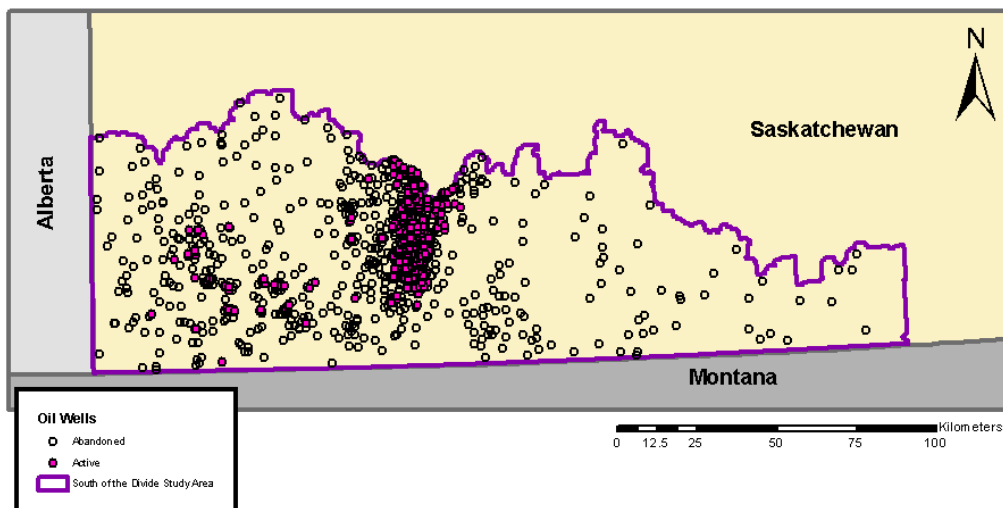 N
Saskatchewan
Alberta
Montana
Oil Wells
Abandoned
Active
South of the Divide Study Area
Kilometers
0 12.5 25 50 75 100